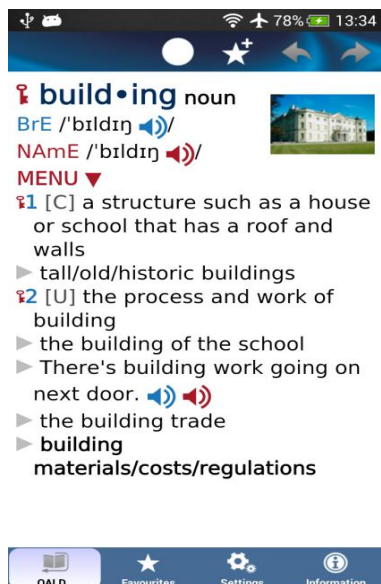 78% 13:34
build•ing noun
BrE /ˈbɪldɪŋ /
NAmE /ˈbɪldɪŋ /
MENU ▼
1 [C] a structure such as a house
or school that has a roof and
walls
tall/old/historic buildings
2 [U] the process and work of
building
the building of the school
There's building work going on
next door.
the building trade
building
materials/costs/regulations
OALD Favourites Settings Information